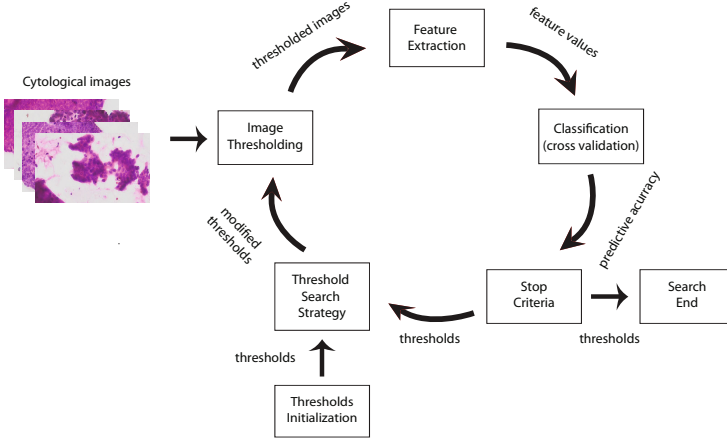 thresholded images
Feature
Extraction
feature values
Cytological images
Image
Thresholding
Classification
(cross validation)
modified
thresholds
predictive acurracy
Threshold
Search
Strategy
Stop
Criteria
Search
End
thresholds
thresholds
thresholds
Thresholds
Initialization